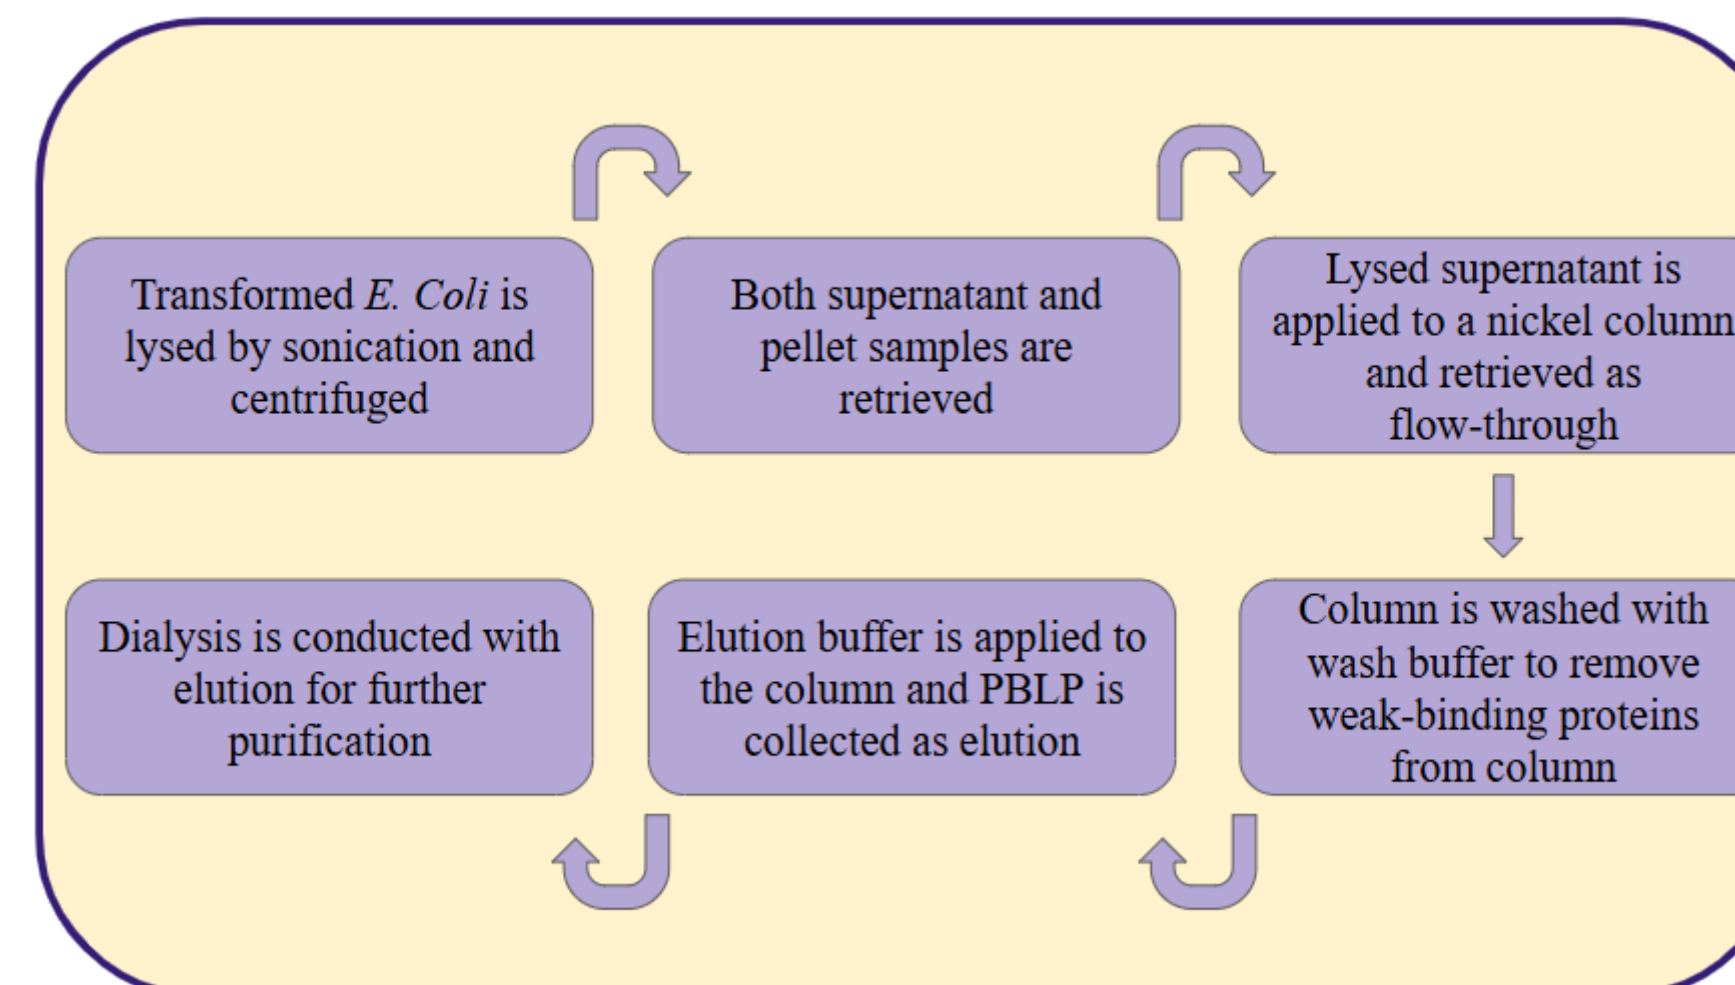 Transformed E. Coli is
lysed by sonication and
centrifuged
Both supernatant and
pellet samples are
retrieved
Lysed supernatant is
applied to a nickel column
and retrieved as
flow-through
Column is washed with
wash buffer to remove
weak-binding proteins
from column
Elution buffer is applied to
the column and PBLP is
collected as elution
Dialysis is conducted with
elution for further
purification